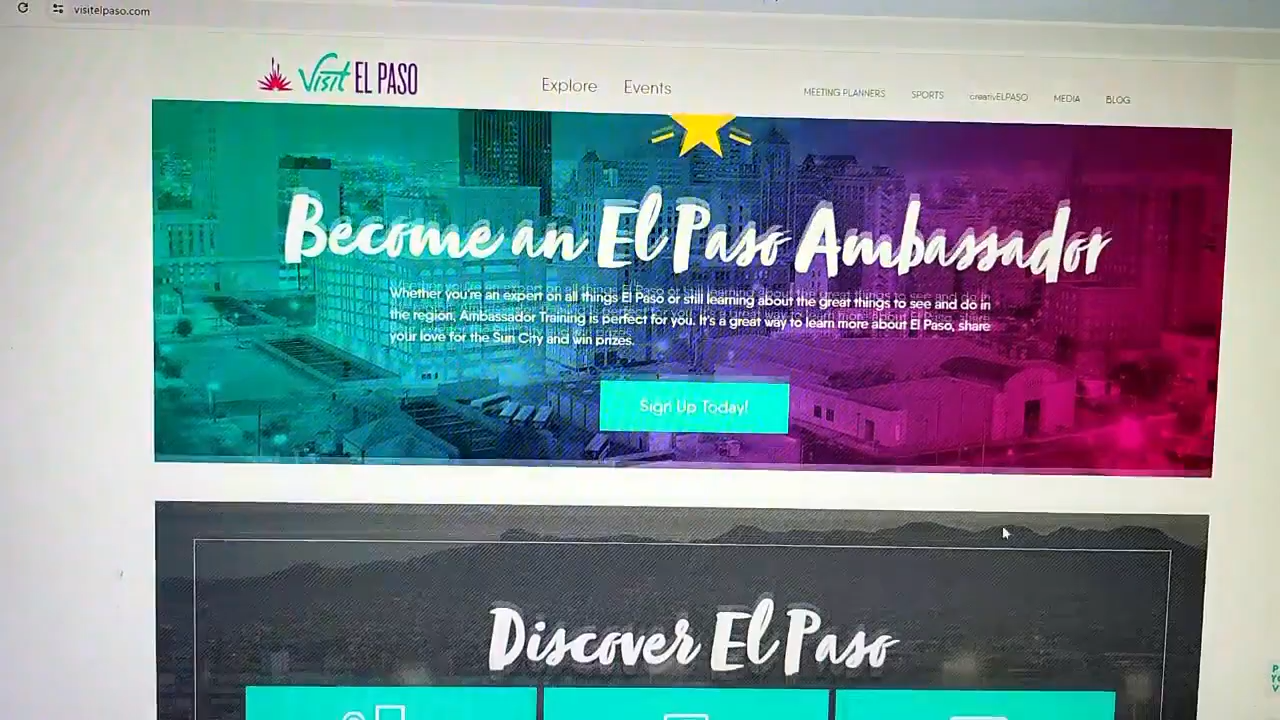 visitelpaso.com
Visit EL PASO
Explore Events
MEETING PLANNERS SPORTS creativELPASO MEDIA BLOG
Become an El Paso Ambassador
Whether you're an expert on all things El Paso or still learning about the great things to see and do in
the region, Ambassador Training is perfect for you. It's a great way to learn more about El Paso, share
your love for the Sun City and win prizes.
Sign Up Today!
Discover El Paso